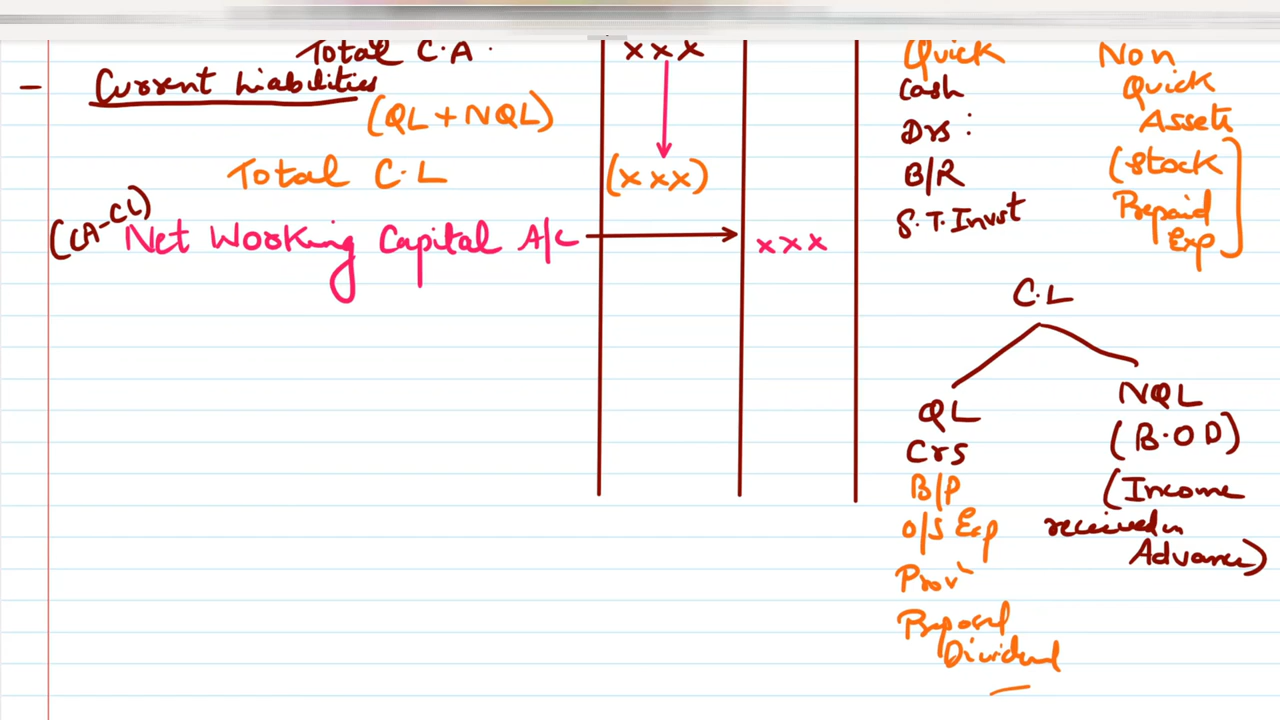 Total C.A.
xxx
- Current Liabilities
(QL + NQL)
Total C.L
(xxx)
(CA-CL) Net Working Capital A/c
xxx
Quick
Cash
Drs :
B/R
S.T. Invst
Non
Quick
Assets
(Stock
Prepaid
Exp
C.L
QL
Crs
B/P
O/S Exp
Prov
Proposed
Dividend
NQL
(B.O D)
(Income
received in
Advance)